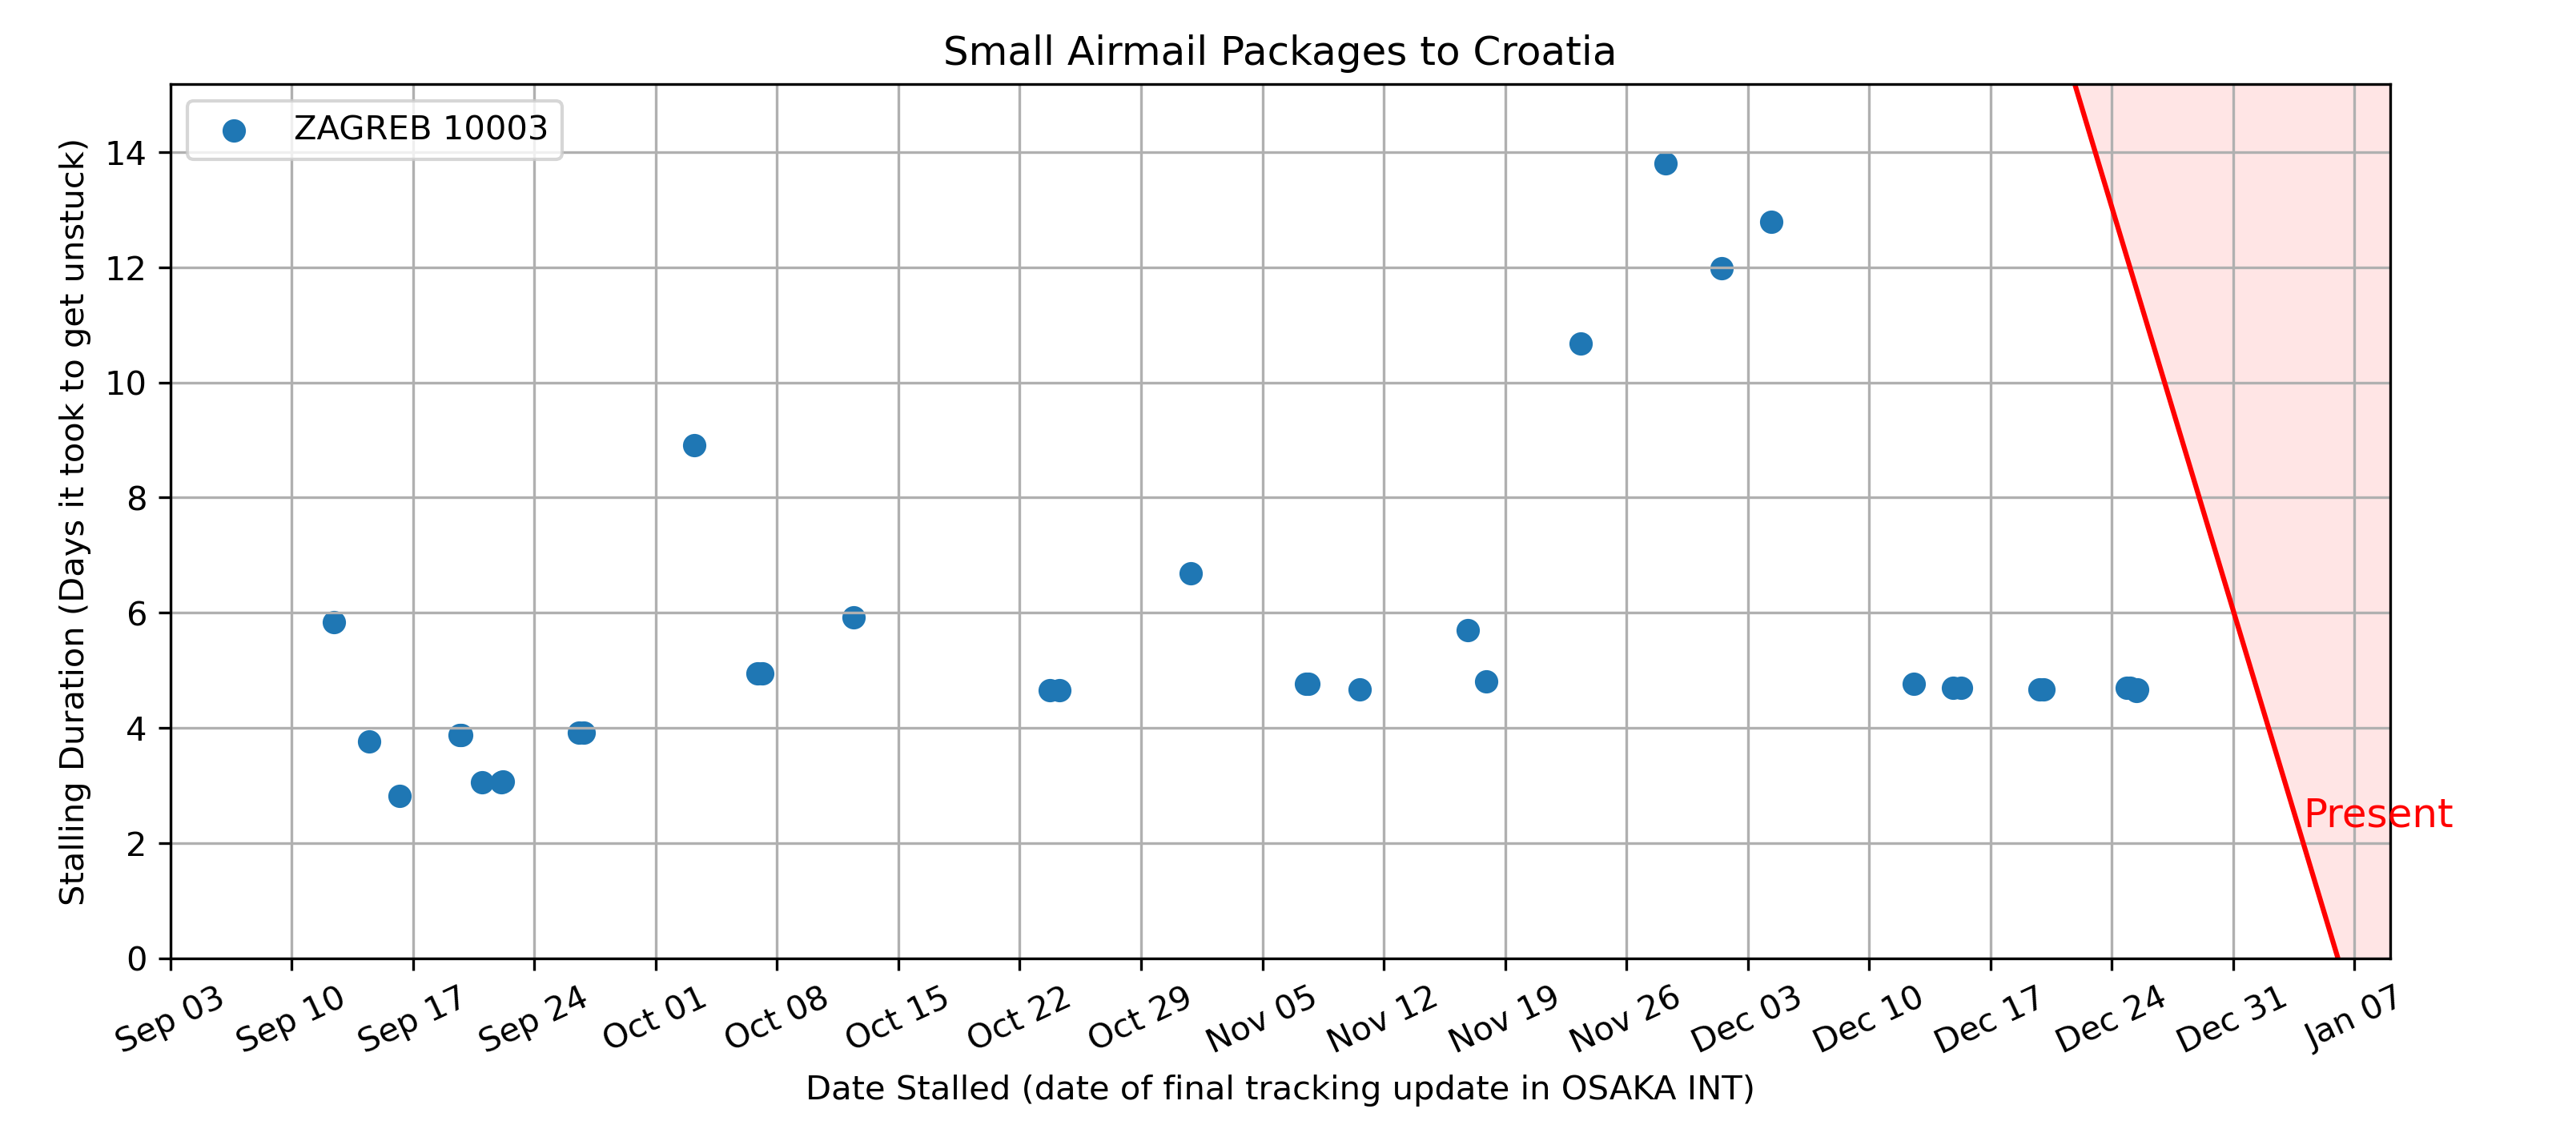 Small Airmail Packages to Croatia
ZAGREB 10003
Stalling Duration (Days it took to get unstuck)
14
12
10
8
6
4
2
0
Present
Sep 03 Sep 10 Sep 17 Sep 24 Oct 01 Oct 08 Oct 15 Oct 22 Oct 29 Nov 05 Nov 12 Nov 19 Nov 26 Dec 03 Dec 10 Dec 17 Dec 24 Dec 31 Jan 07
Date Stalled (date of final tracking update in OSAKA INT)